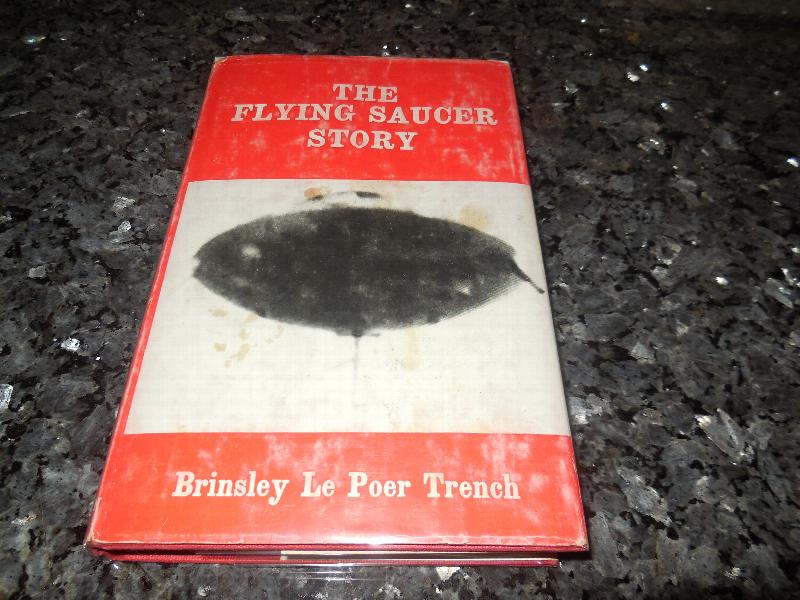 THE
FLYING SAUCER
STORY
Brinsley Le Poer Trench